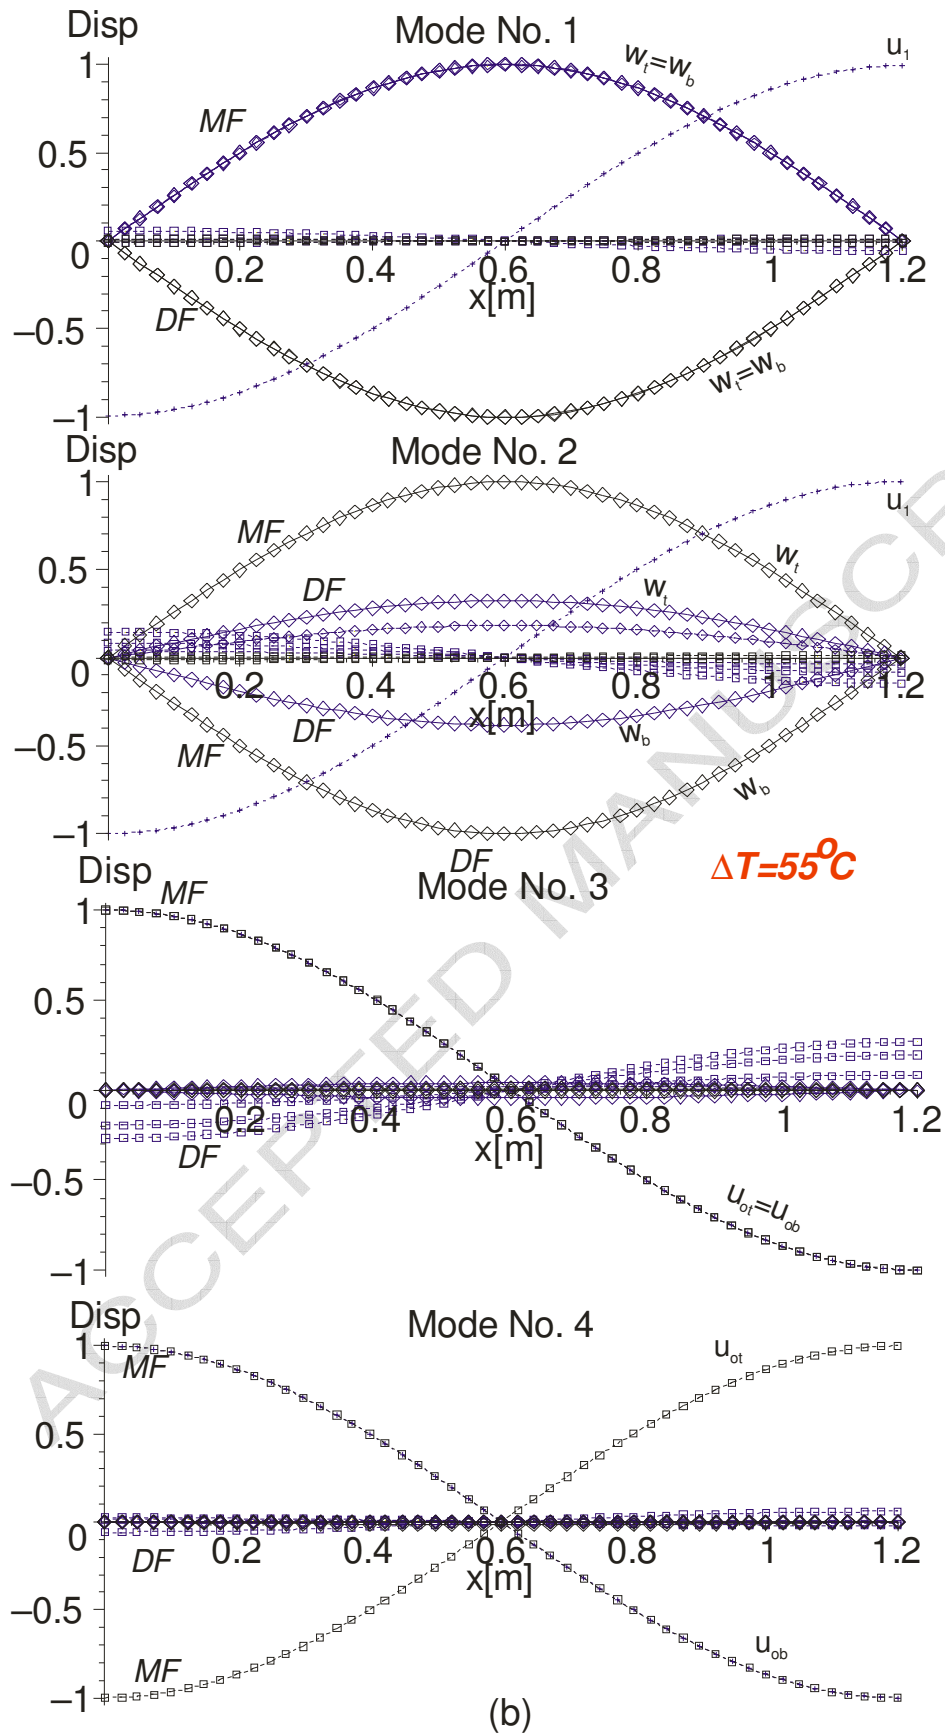 Disp
Mode No. 1
w_t=w_b
u_1
1
MF
0.5
0
0.2
0.4
0.6
0.8
1
1.2
x[m]
DF
−0.5
w_t=w_b
−1
Disp
Mode No. 2
1
u_1
MF
w_t
0.5
DF
w_t
0
0.2
0.4
0.6
0.8
1
1.2
x[m]
DF
w_b
−0.5
MF
w_b
−1
DF
ΔT=55°C
Disp
MF
Mode No. 3
1
0.5
0
0.2
0.4
0.6
0.8
1
1.2
DF
x[m]
−0.5
u_ot=u_ob
−1
Disp
Mode No. 4
1
MF
u_ot
0.5
0
DF
0.2
0.4
0.6
0.8
1
1.2
x[m]
−0.5
MF
u_ob
−1
(b)
ACCEPTED MANUSCR